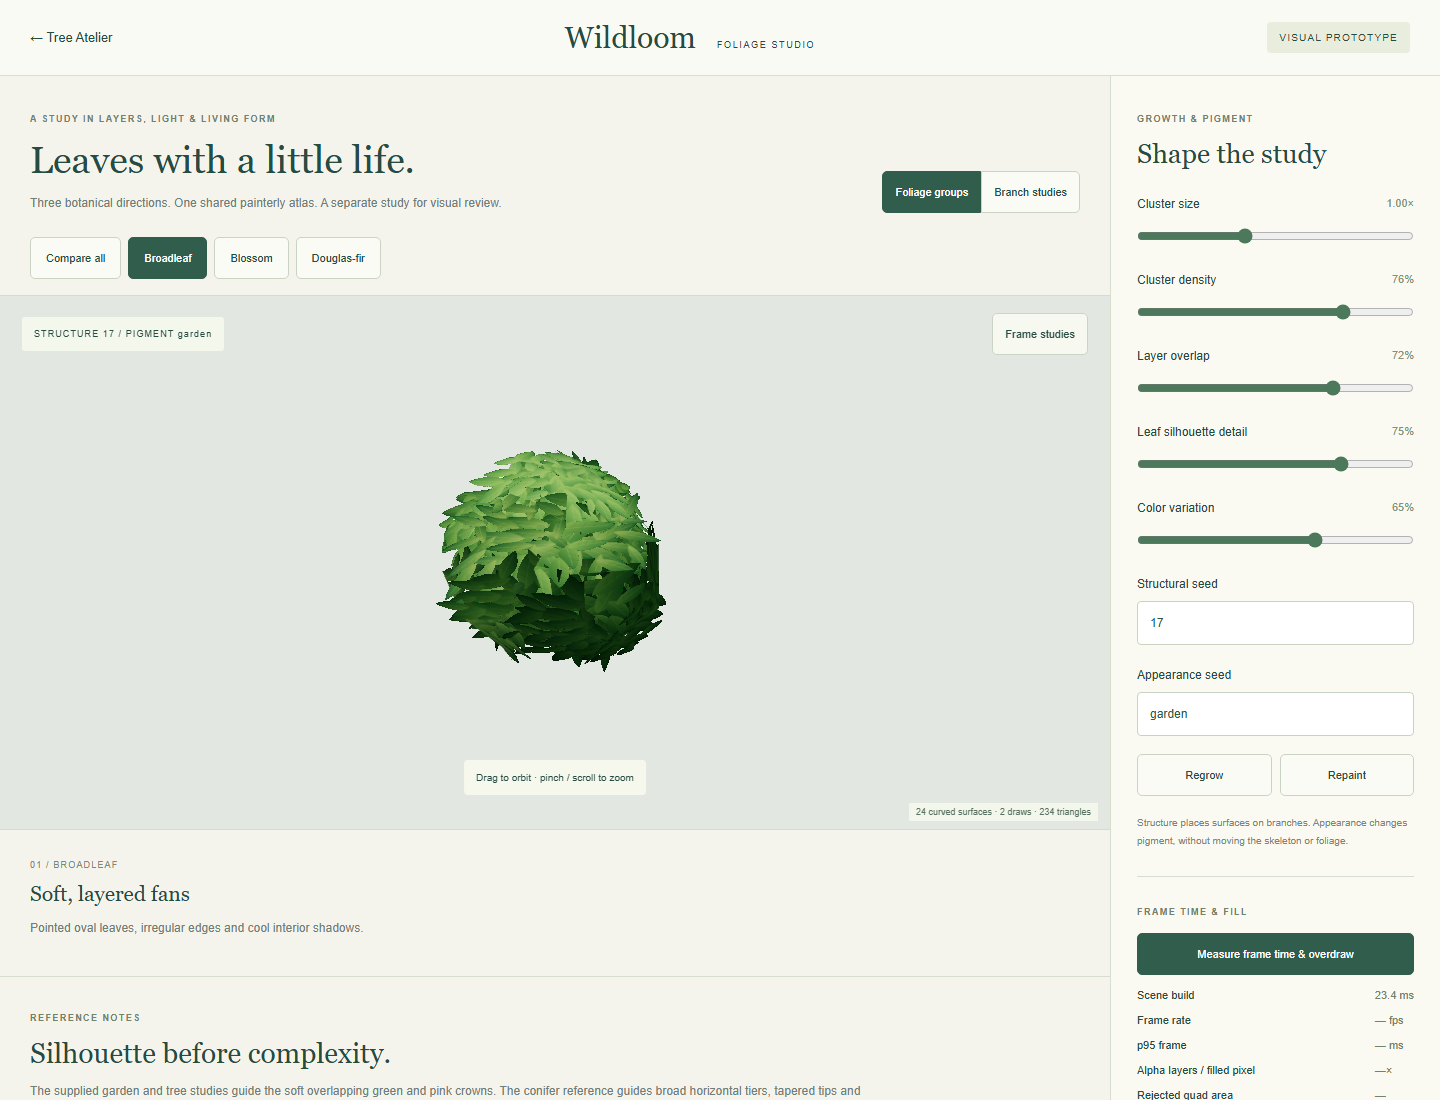 ← Tree Atelier
Wildloom FOLIAGE STUDIO
VISUAL PROTOTYPE
A STUDY IN LAYERS, LIGHT & LIVING FORM
Leaves with a little life.
Three botanical directions. One shared painterly atlas. A separate study for visual review.
Foliage groups Branch studies
Compare all Broadleaf Blossom Douglas-fir
STRUCTURE 17 / PIGMENT garden
Frame studies
Drag to orbit · pinch / scroll to zoom
24 curved surfaces · 2 draws · 234 triangles
01 / BROADLEAF
Soft, layered fans
Pointed oval leaves, irregular edges and cool interior shadows.
REFERENCE NOTES
Silhouette before complexity.
The supplied garden and tree studies guide the soft overlapping green and pink crowns. The conifer reference guides broad horizontal tiers, tapered tips and
GROWTH & PIGMENT
Shape the study
Cluster size 1.00×
Cluster density 76%
Layer overlap 72%
Leaf silhouette detail 75%
Color variation 65%
Structural seed
17
Appearance seed
garden
Regrow Repaint
Structure places surfaces on branches. Appearance changes
pigment, without moving the skeleton or foliage.
FRAME TIME & FILL
Measure frame time & overdraw
Scene build 23.4 ms
Frame rate — fps
p95 frame — ms
Alpha layers / filled pixel —×
Rejected quad area —